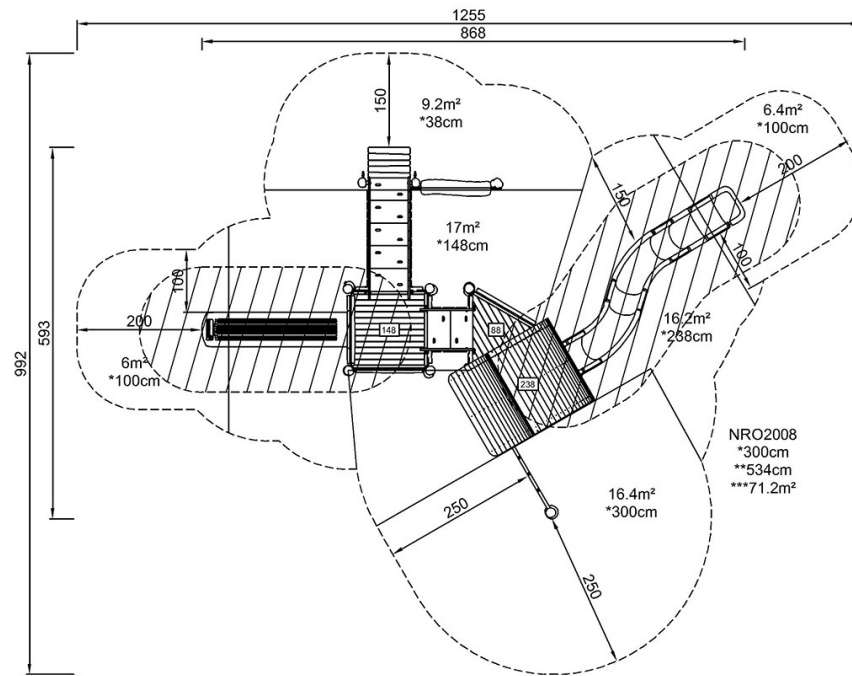 1255
868
150
9.2m²
*38cm
6.4m²
*100cm
200
150
17m²
*148cm
100
100
593
992
200
148
88
16.2m²
*238cm
6m²
*100cm
238
NRO2008
*300cm
**534cm
***71.2m²
16.4m²
*300cm
250
250